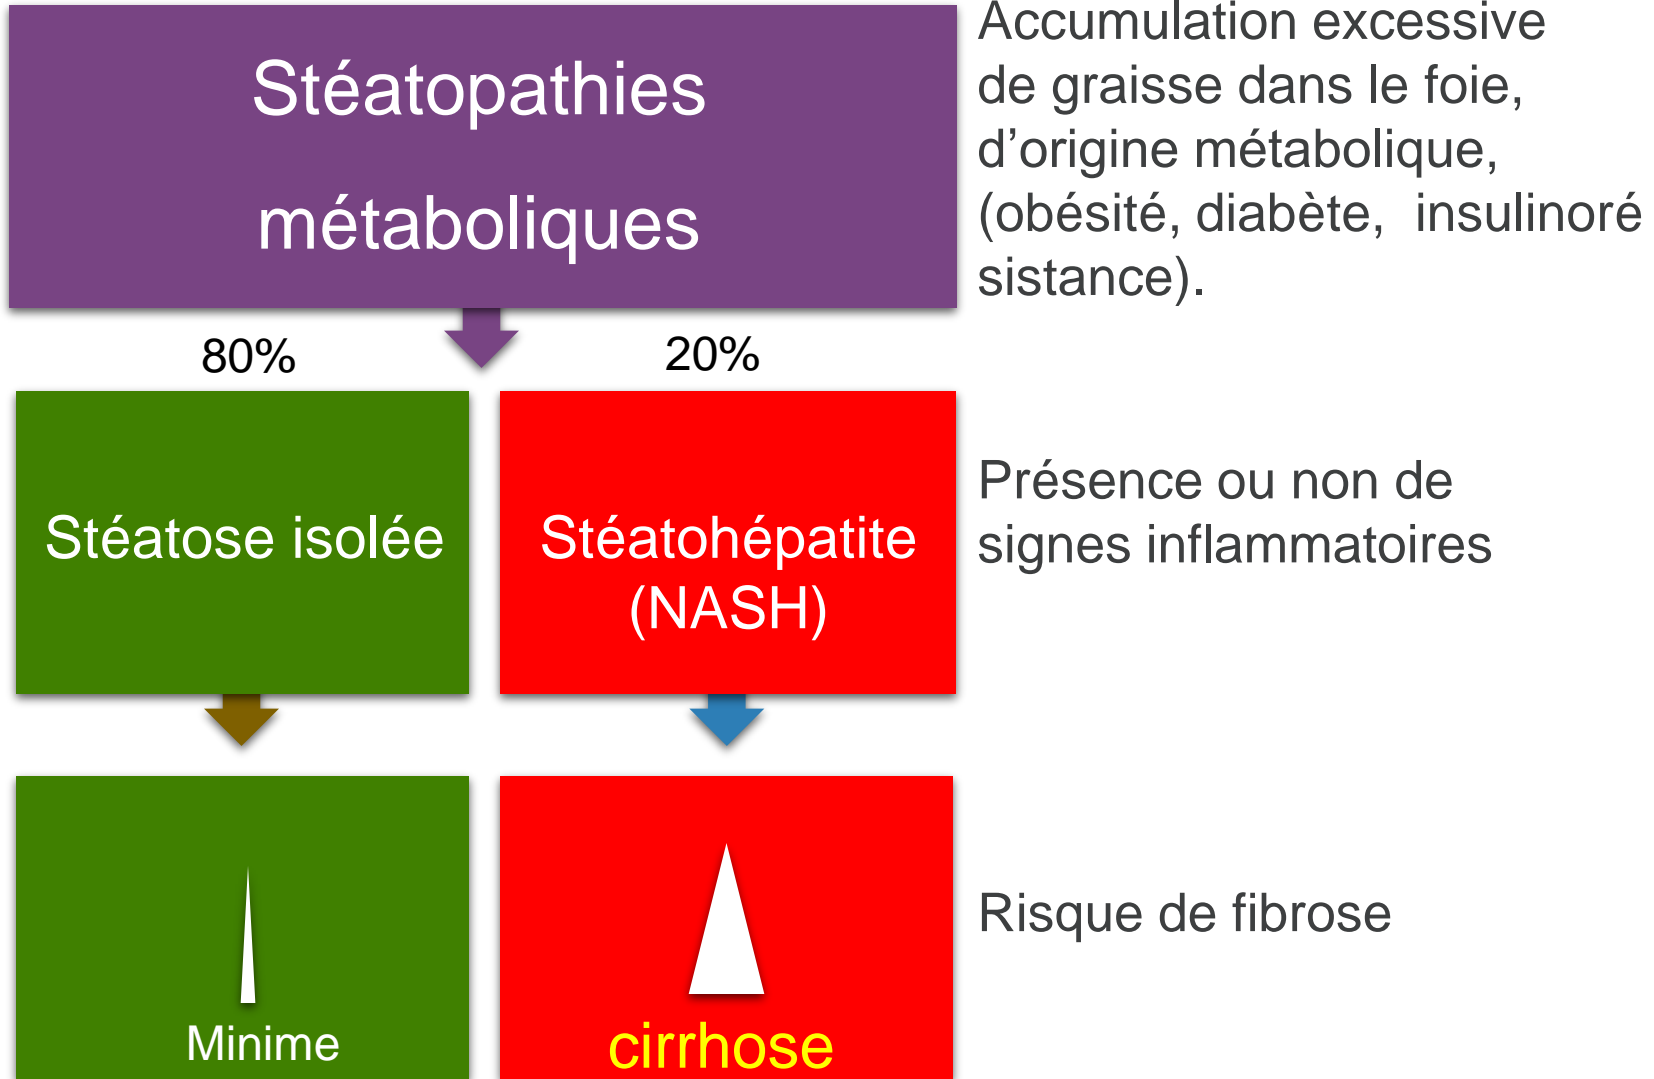 Stéatopathies
métaboliques
Accumulation excessive
de graisse dans le foie,
d’origine métabolique,
(obésité, diabète, insulinoré
sistance).
80%
20%
Stéatose isolée
Stéatohépatite
(NASH)
Présence ou non de
signes inflammatoires
Minime
cirrhose
Risque de fibrose